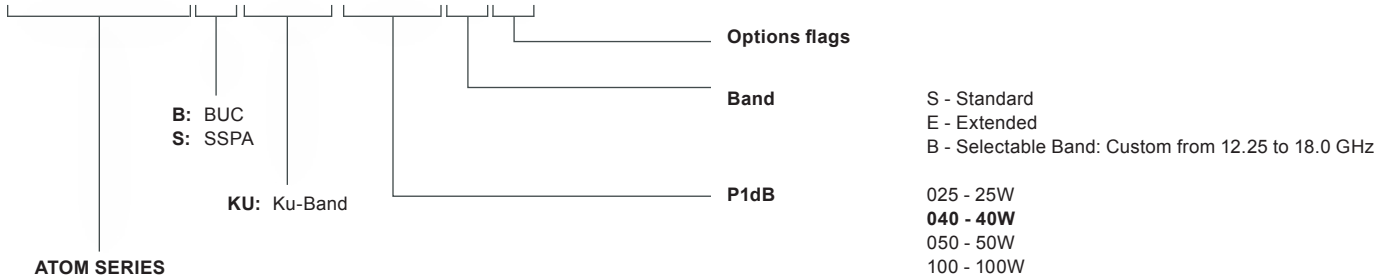 Options flags
Band
S - Standard
E - Extended
B - Selectable Band: Custom from 12.25 to 18.0 GHz
B: BUC
S: SSPA
P1dB
025 - 25W
040 - 40W
050 - 50W
100 - 100W
KU: Ku-Band
ATOM SERIES